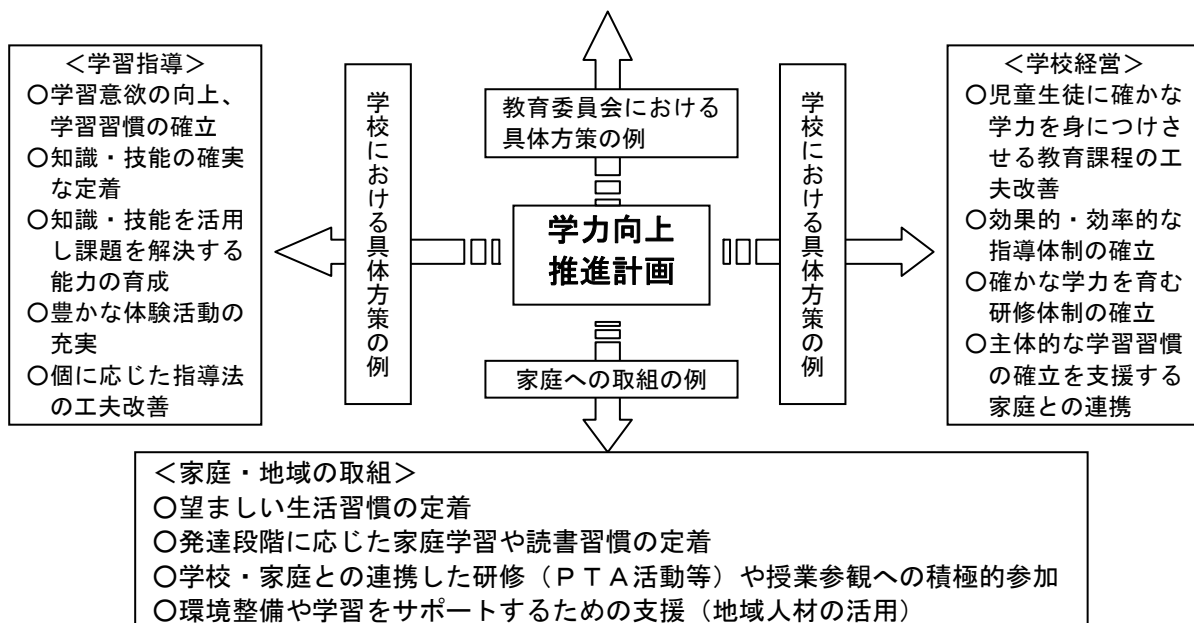 ＜学習指導＞
○学習意欲の向上、
学習習慣の確立
○知識・技能の確実
な定着
○知識・技能を活用
し課題を解決する
能力の育成
○豊かな体験活動の
充実
○個に応じた指導法
の工夫改善
学校における具体方策の例
教育委員会における
具体方策の例
学力向上
推進計画
家庭への取組の例
学校における具体方策の例
＜学校経営＞
○児童生徒に確かな
学力を身につけさ
せる教育課程の工
夫改善
○効果的・効率的な
指導体制の確立
○確かな学力を育む
研修体制の確立
○主体的な学習習慣
の確立を支援する
家庭との連携
＜家庭・地域の取組＞
○望ましい生活習慣の定着
○発達段階に応じた家庭学習や読書習慣の定着
○学校・家庭との連携した研修（ＰＴＡ活動等）や授業参観への積極的参加
○環境整備や学習をサポートするための支援（地域人材の活用）